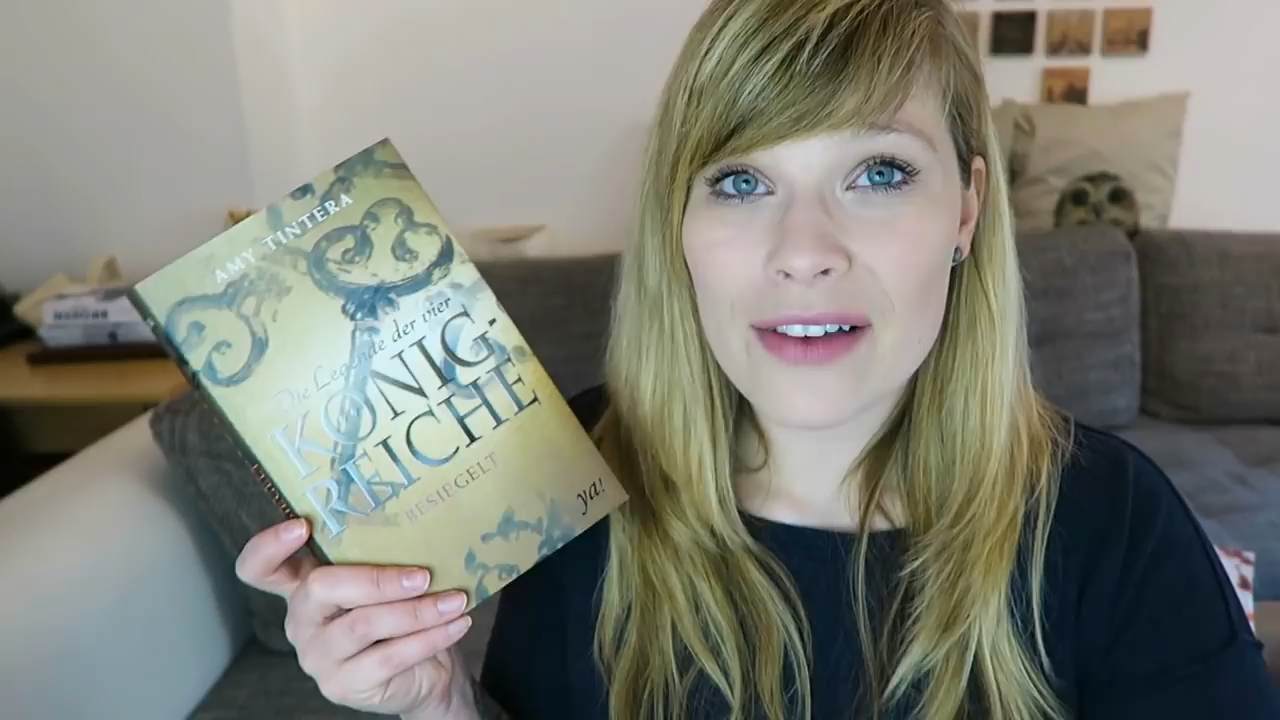 AMY TINTERA
Die Legende der vier
KÖNIG-
REICHE
BESIEGELT
ya!